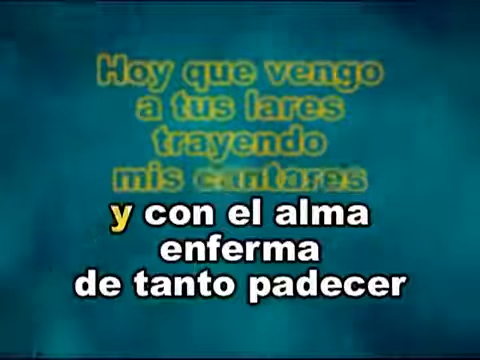 Hoy que vengo
a tus lares
trayendo
mis cantares
y con el alma
enferma
de tanto padecer